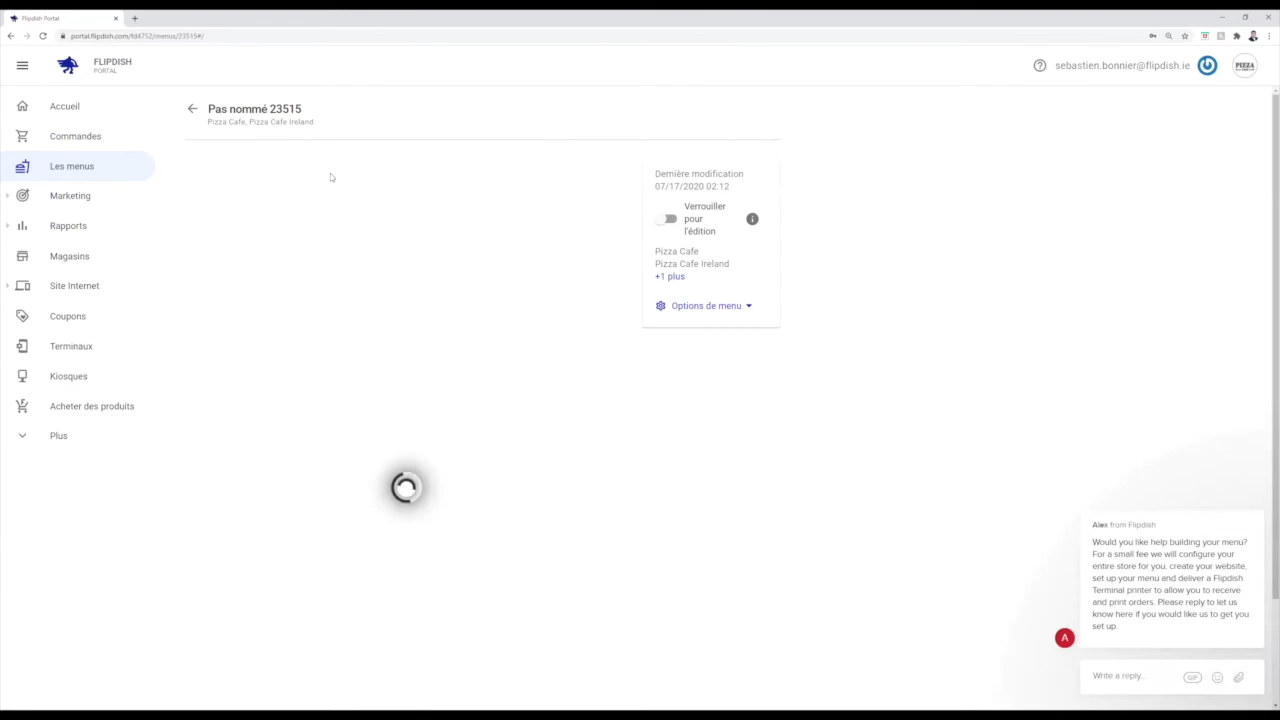 Flipdish Portal
portal.flipdish.com/fd4752/menus/23515#/
FLIPDISH
PORTAL
sebastien.bonnier@flipdish.ie
PIZZA
Accueil
Commandes
Les menus
Marketing
Rapports
Magasins
Site Internet
Coupons
Terminaux
Kiosques
Acheter des produits
Plus
Pas nommé 23515
Pizza Cafe, Pizza Cafe Ireland
Dernière modification
07/17/2020 02:12
Verrouiller
pour
l'édition
Pizza Cafe
Pizza Cafe Ireland
+1 plus
Options de menu
Alex from Flipdish
Would you like help building your menu?
For a small fee we will configure your
entire store for you, create your website,
set up your menu and deliver a Flipdish
Terminal printer to allow you to receive
and print orders. Please reply to let us
know here if you would like us to get you
set up.
A
Write a reply...
GIF